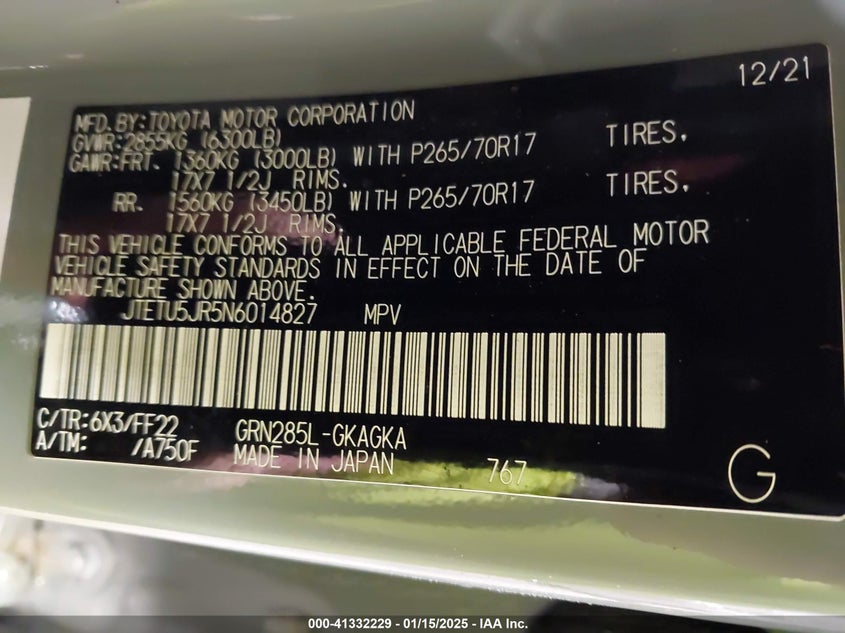 12/21
MFD.BY:TOYOTA MOTOR CORPORATION
GVWR:2855KG (6300LB)
GAWR:FRT. 1360KG (3000LB) WITH P265/70R17 TIRES,
17X7 1/2J RIMS.
RR. 1560KG (3450LB) WITH P265/70R17 TIRES,
17X7 1/2J RIMS.
THIS VEHICLE CONFORMS TO ALL APPLICABLE FEDERAL MOTOR
VEHICLE SAFETY STANDARDS IN EFFECT ON THE DATE OF
MANUFACTURE SHOWN ABOVE.
JTETU5JR5N6014827 MPV
C/TR:6X3/FF22 GRN285L-GKAGKA
A/TM: /A750F MADE IN JAPAN 767
G
000-41332229 - 01/15/2025 - IAA Inc.